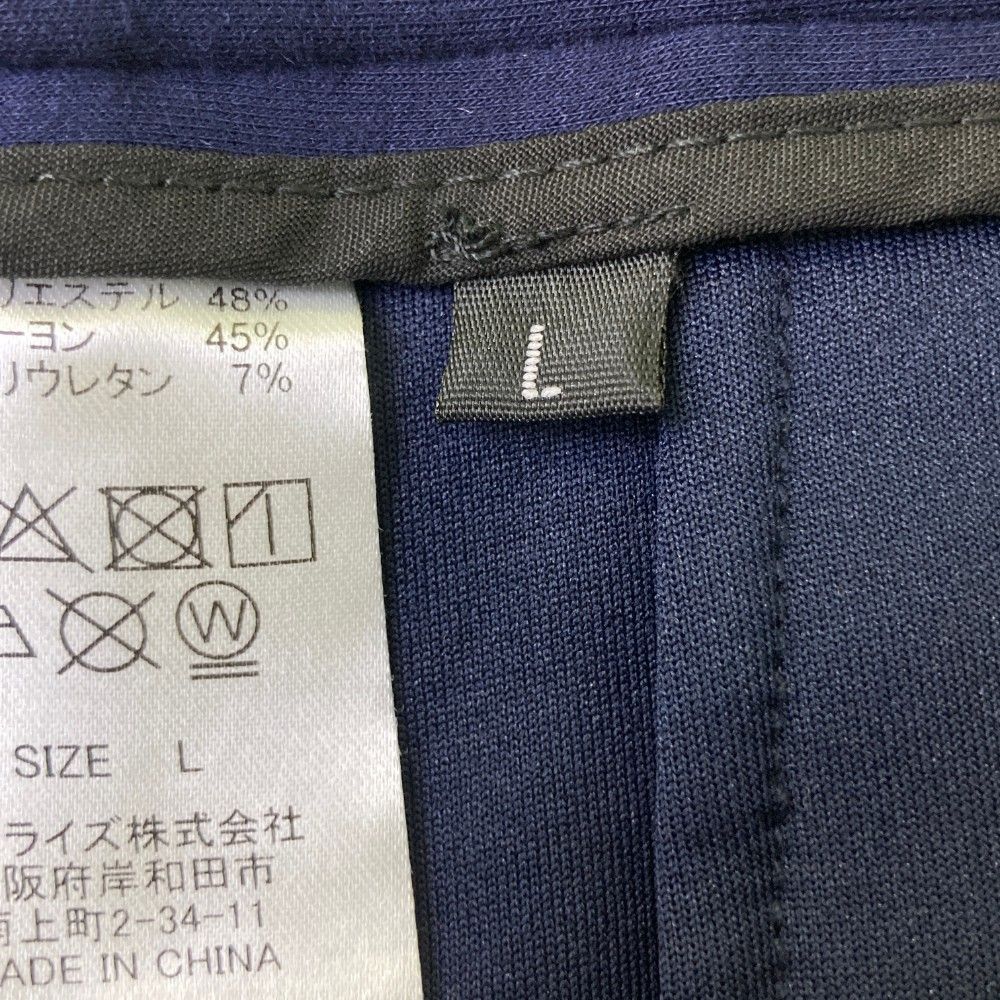 リエステル 48%
ーヨン 45%
リウレタン 7%
L
W
SIZE L
ライズ株式会社
阪府岸和田市
南上町2-34-11
MADE IN CHINA